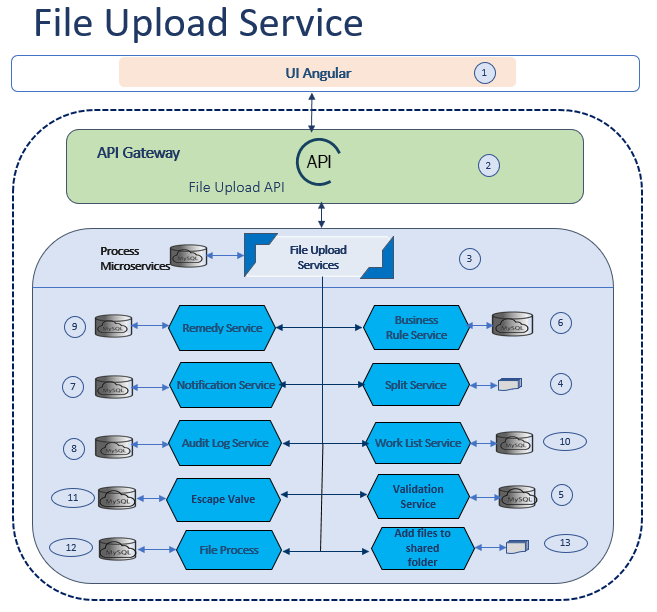 File Upload Service
UI Angular
1
API Gateway
API
2
File Upload API
Process
Microservices
MySQL
File Upload
Services
3
9
MySQL
Remedy Service
Business
Rule Service
MySQL
6
7
MySQL
Notification Service
Split Service
4
8
MySQL
Audit Log Service
Work List Service
MySQL
10
11
MySQL
Escape Valve
Validation
Service
MySQL
5
12
MySQL
File Process
Add files to
shared
folder
13